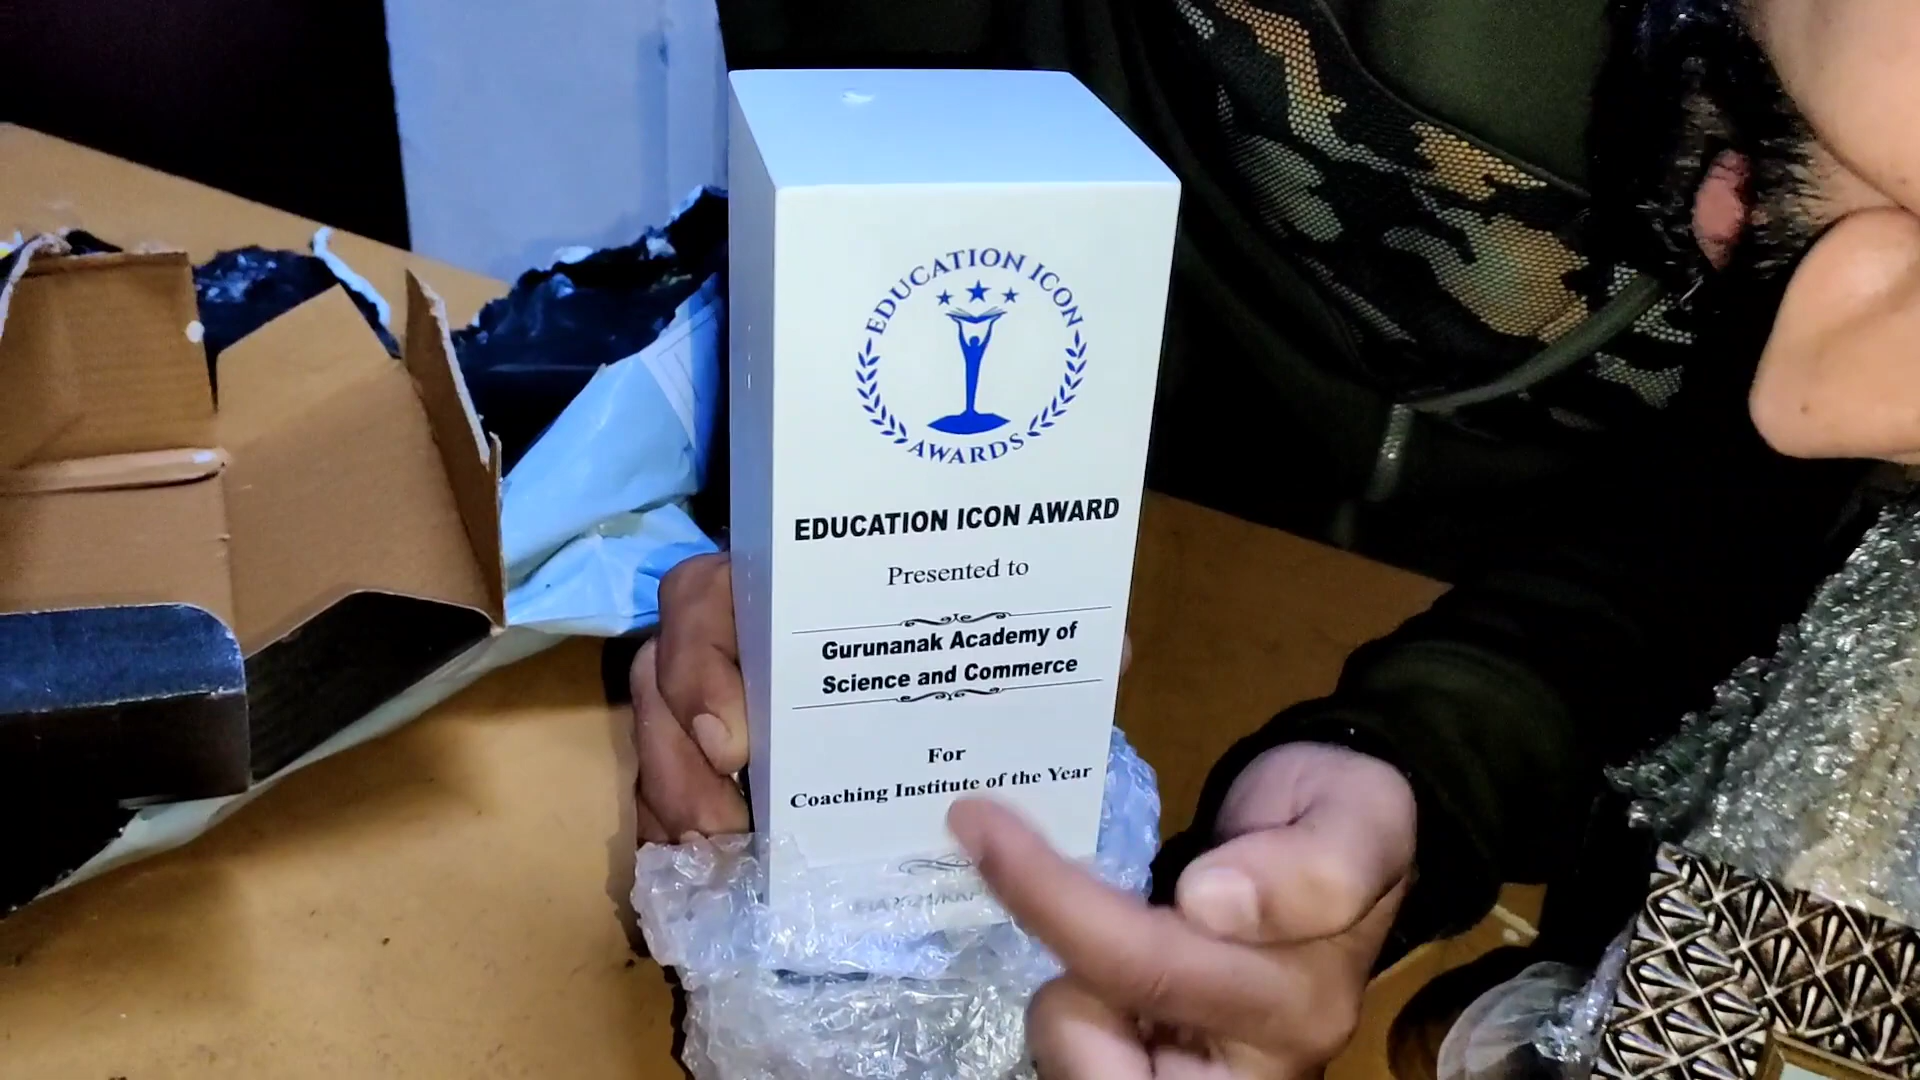 EDUCATION ICON
AWARDS
EDUCATION ICON AWARD
Presented to
Gurunanak Academy of
Science and Commerce
For
Coaching Institute of the Year